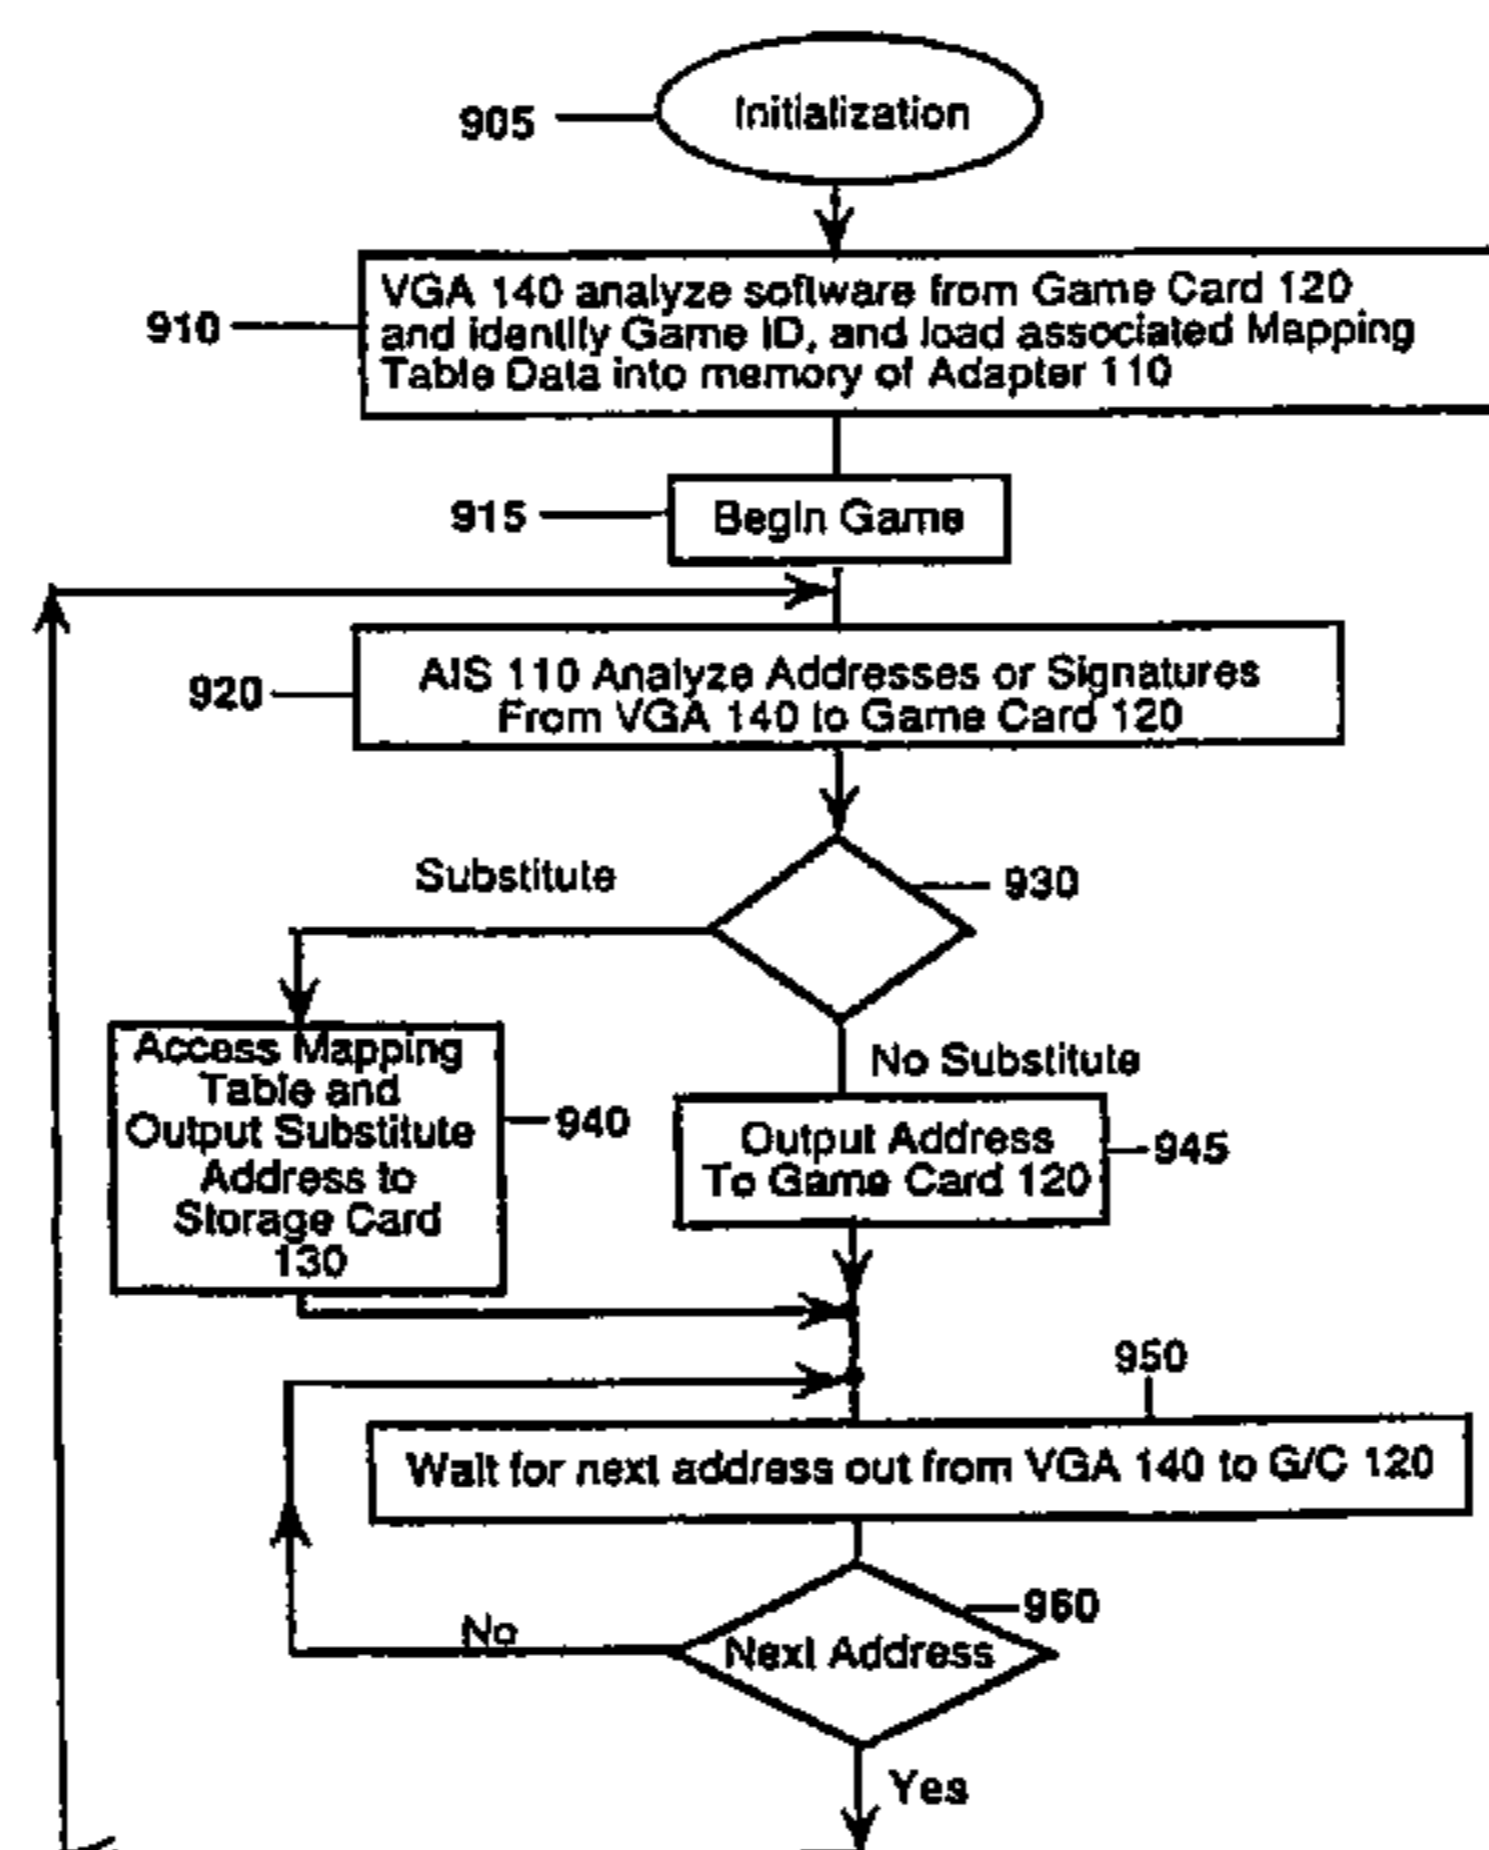 905
Initialization
VGA 140 analyze software from Game Card 120
910
and identify Game ID, and load associated Mapping
Table Data into memory of Adapter 110
915
Begin Game
AIS 110 Analyze Addresses or Signatures
920
From VGA 140 to Game Card 120
Substitute
930
No Substitute
Access Mapping
Table and
Output Substitute
Address to
Storage Card
130
940
Output Address
To Game Card 120
945
950
Wait for next address out from VGA 140 to G/C 120
960
No
Next Address
Yes